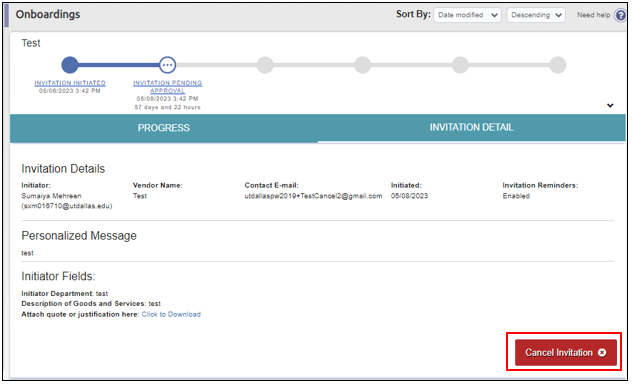 Onboardings
Sort By: Date modified Descending Need help ?
Test
INVITATION INITIATED
05/08/2023 3:42 PM
INVITATION PENDING
APPROVAL
05/08/2023 3:42 PM
57 days and 22 hours
PROGRESS
INVITATION DETAIL
Invitation Details
Initiator: Vendor Name: Contact E-mail: Initiated: Invitation Reminders:
Sumaiya Mehreen Test utdallaspw2019+TestCancel2@gmail.com 05/08/2023 Enabled
(sxm016710@utdallas.edu)
Personalized Message
test
Initiator Fields:
Initiator Department: test
Description of Goods and Services: test
Attach quote or justification here: Click to Download
Cancel Invitation